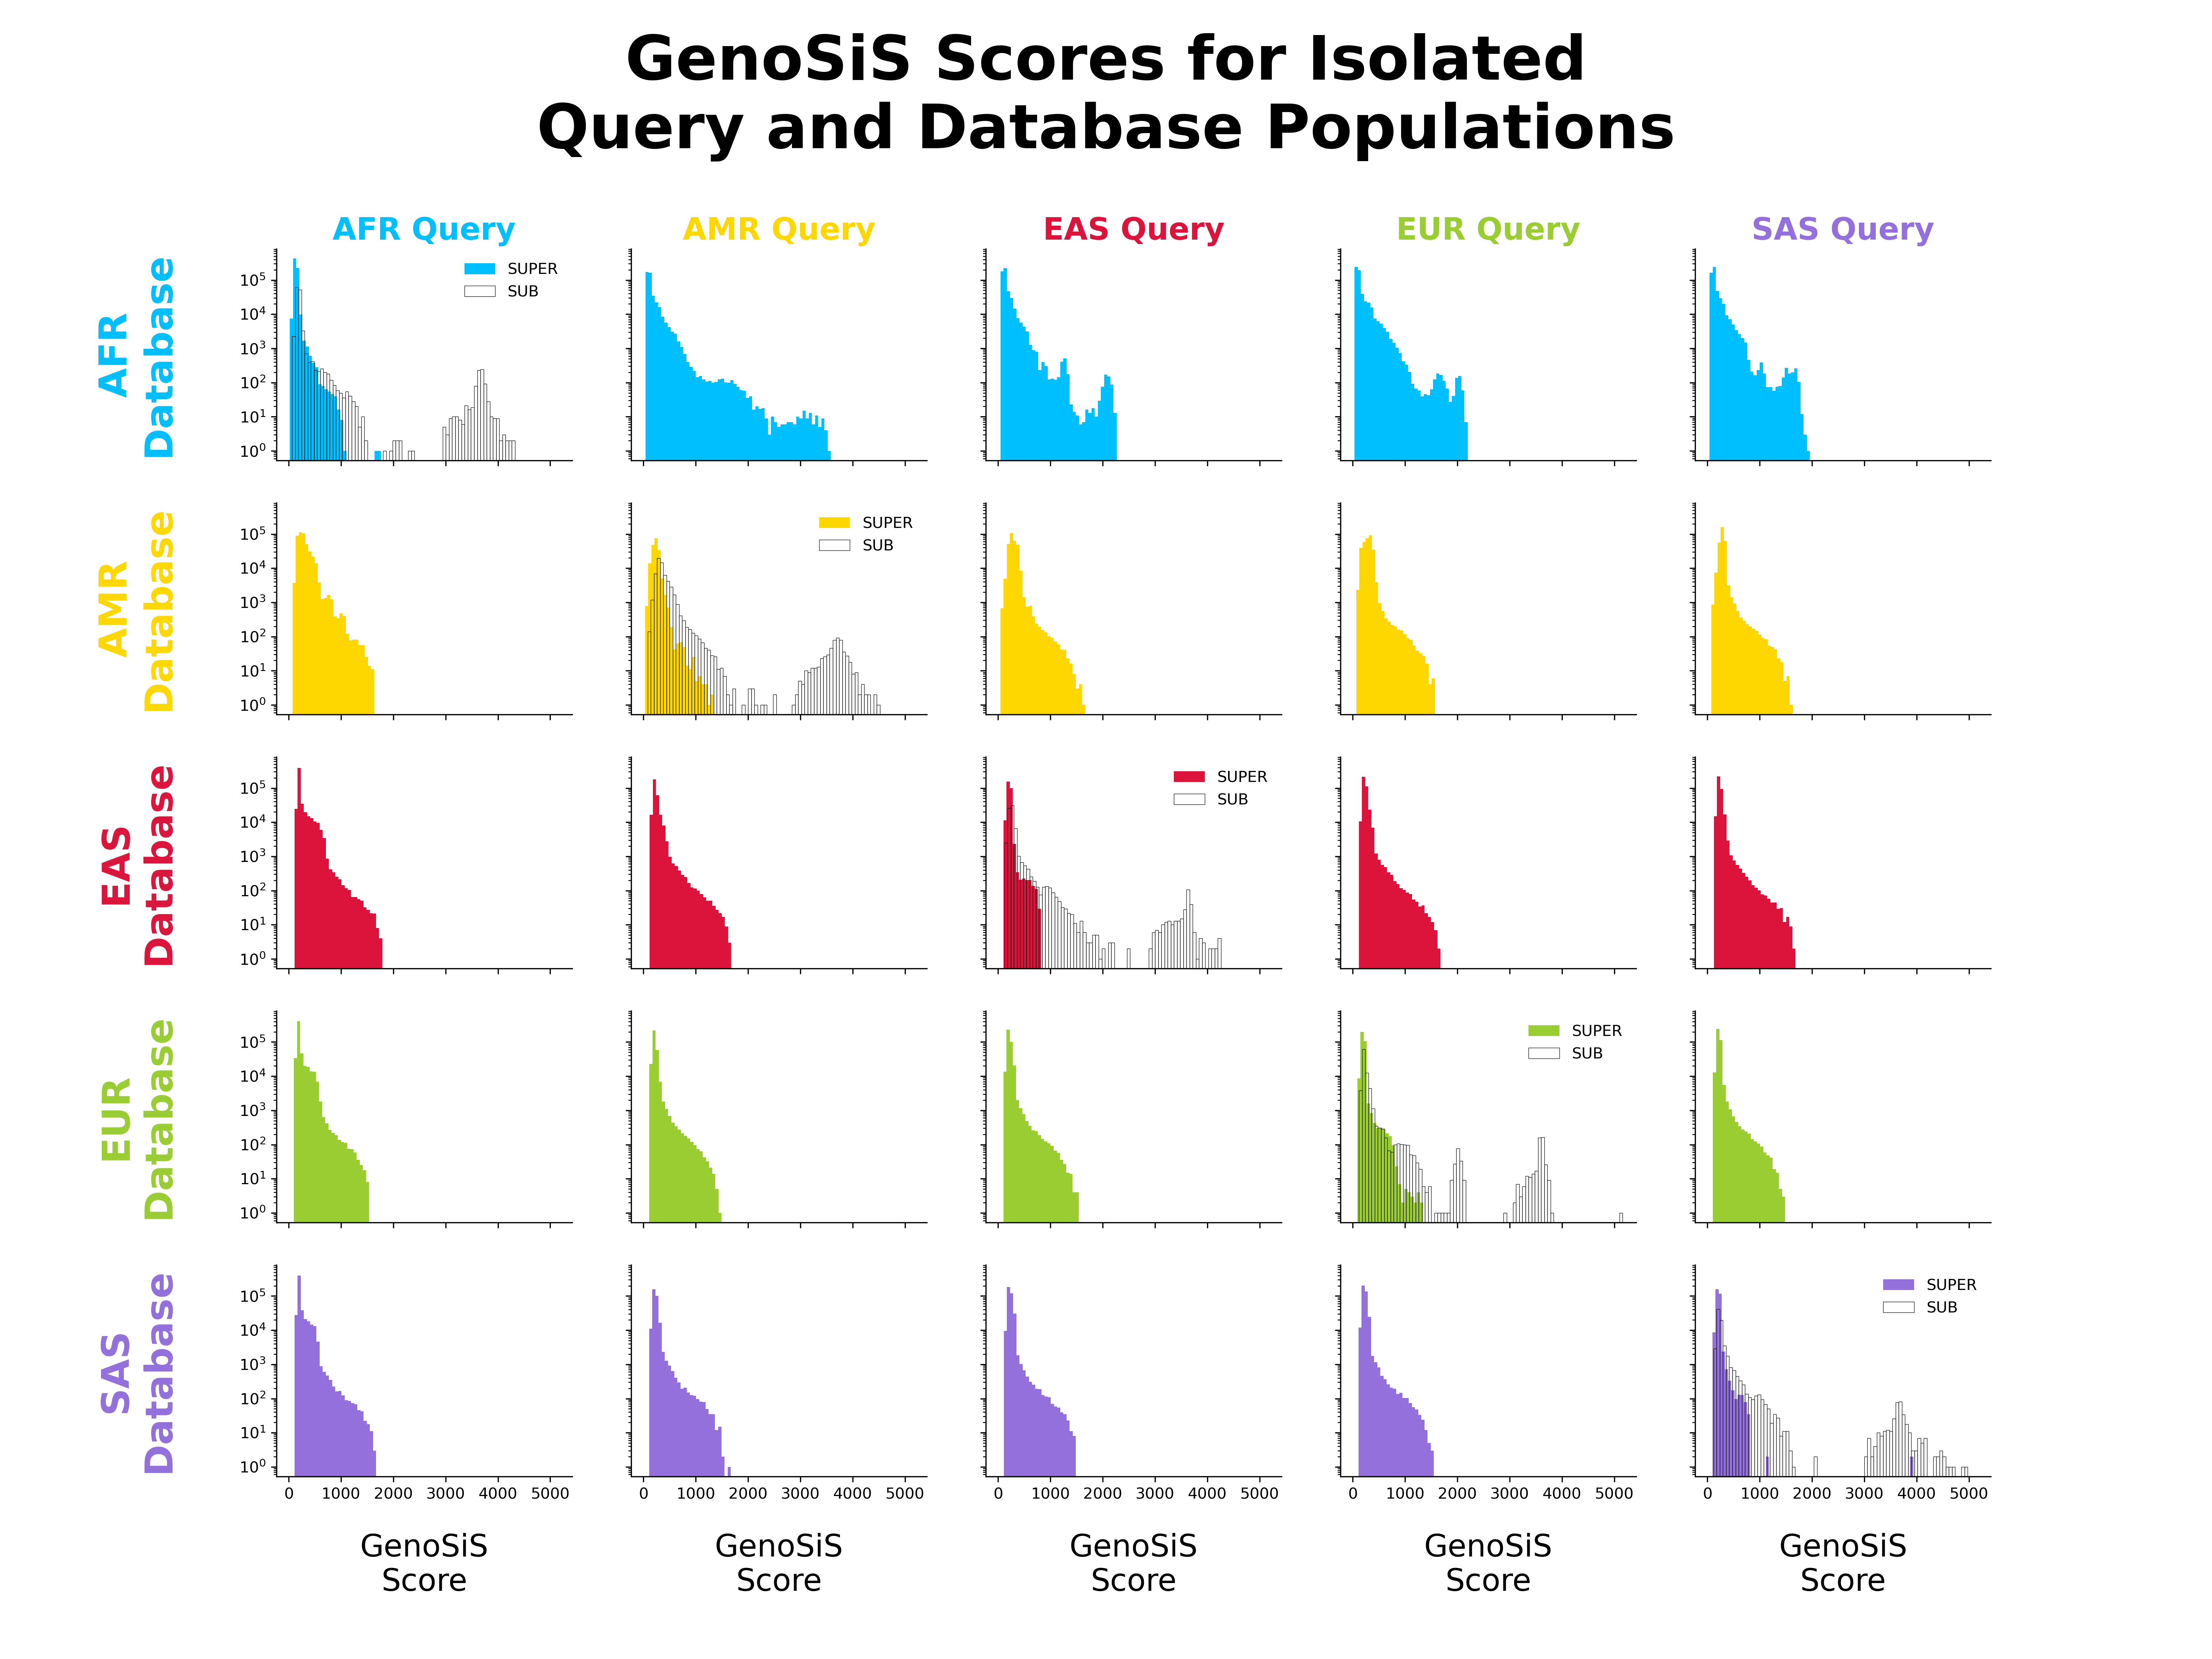 GenoSiS Scores for Isolated
Query and Database Populations
AFR Query
AMR Query
EAS Query
EUR Query
SAS Query
AFR
Database
10⁵
10⁴
10³
10²
10¹
10⁰
SUPER
SUB
AMR
Database
10⁵
10⁴
10³
10²
10¹
10⁰
SUPER
SUB
EAS
Database
10⁵
10⁴
10³
10²
10¹
10⁰
SUPER
SUB
EUR
Database
10⁵
10⁴
10³
10²
10¹
10⁰
SUPER
SUB
SAS
Database
10⁵
10⁴
10³
10²
10¹
10⁰
SUPER
SUB
0 1000 2000 3000 4000 5000
0 1000 2000 3000 4000 5000
0 1000 2000 3000 4000 5000
0 1000 2000 3000 4000 5000
0 1000 2000 3000 4000 5000
GenoSiS
Score
GenoSiS
Score
GenoSiS
Score
GenoSiS
Score
GenoSiS
Score